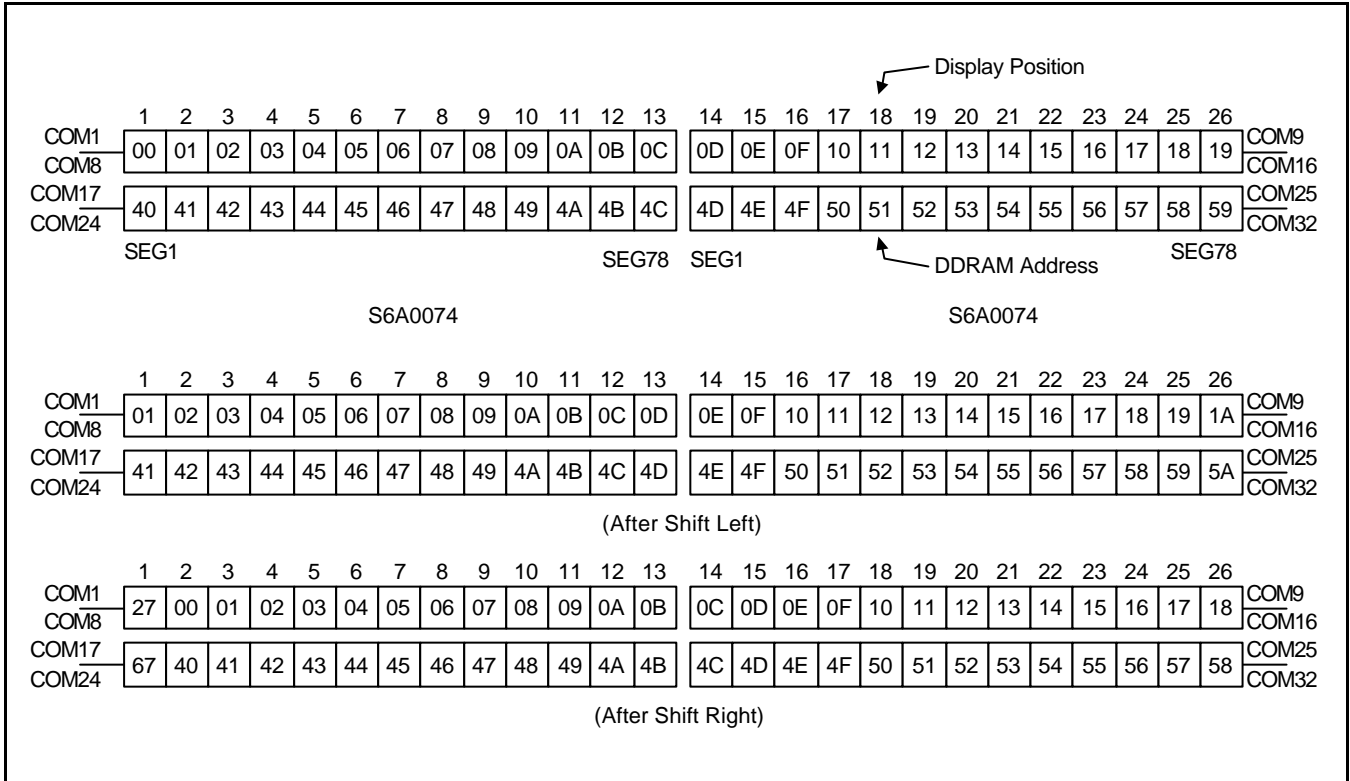 Display Position
1 2 3 4 5 6 7 8 9 10 11 12 13 14 15 16 17 18 19 20 21 22 23 24 25 26
COM1 COM9
00 01 02 03 04 05 06 07 08 09 0A 0B 0C 0D 0E 0F 10 11 12 13 14 15 16 17 18 19
COM8 COM16
COM17 COM25
40 41 42 43 44 45 46 47 48 49 4A 4B 4C 4D 4E 4F 50 51 52 53 54 55 56 57 58 59
COM24 COM32
SEG1 SEG78 SEG1 SEG78
DDRAM Address
S6A0074 S6A0074
1 2 3 4 5 6 7 8 9 10 11 12 13 14 15 16 17 18 19 20 21 22 23 24 25 26
COM1 COM9
01 02 03 04 05 06 07 08 09 0A 0B 0C 0D 0E 0F 10 11 12 13 14 15 16 17 18 19 1A
COM8 COM16
COM17 COM25
41 42 43 44 45 46 47 48 49 4A 4B 4C 4D 4E 4F 50 51 52 53 54 55 56 57 58 59 5A
COM24 COM32
(After Shift Left)
1 2 3 4 5 6 7 8 9 10 11 12 13 14 15 16 17 18 19 20 21 22 23 24 25 26
COM1 COM9
27 00 01 02 03 04 05 06 07 08 09 0A 0B 0C 0D 0E 0F 10 11 12 13 14 15 16 17 18
COM8 COM16
COM17 COM25
67 40 41 42 43 44 45 46 47 48 49 4A 4B 4C 4D 4E 4F 50 51 52 53 54 55 56 57 58
COM24 COM32
(After Shift Right)